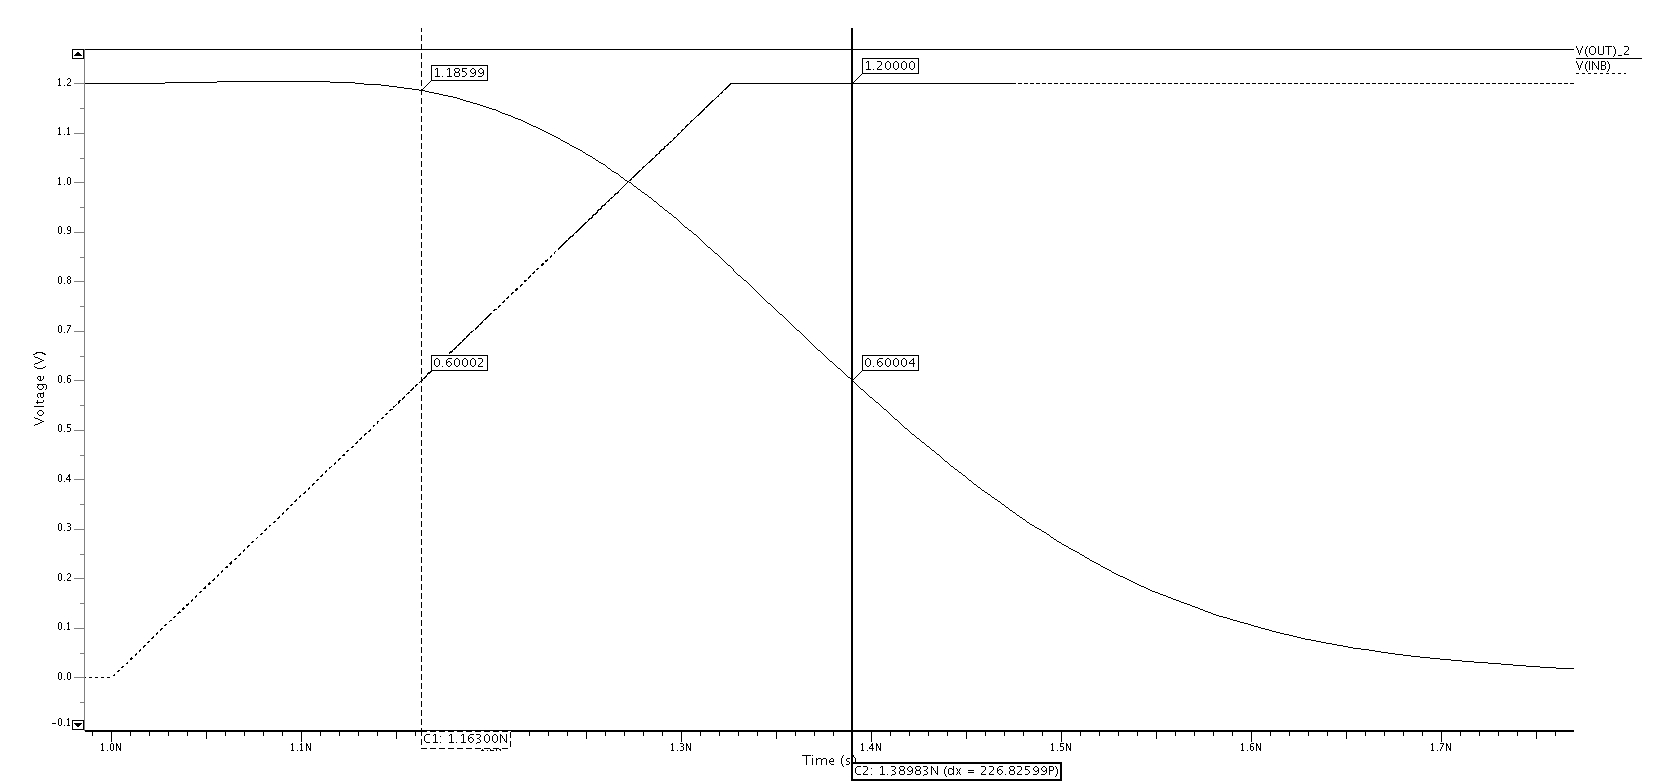 V(OUT)_2
V(INB)
1.18599
1.20000
1.2
1.1
1.0
0.9
0.8
0.7
0.60002
0.60004
0.6
Voltage (V)
0.5
0.4
0.3
0.2
0.1
0.0
-0.1
C1: 1.16300N
1.0N
1.1N
1.3N
1.4N
1.5N
1.6N
1.7N
Time (s
C2: 1.38983N (dx = 226.82599P)